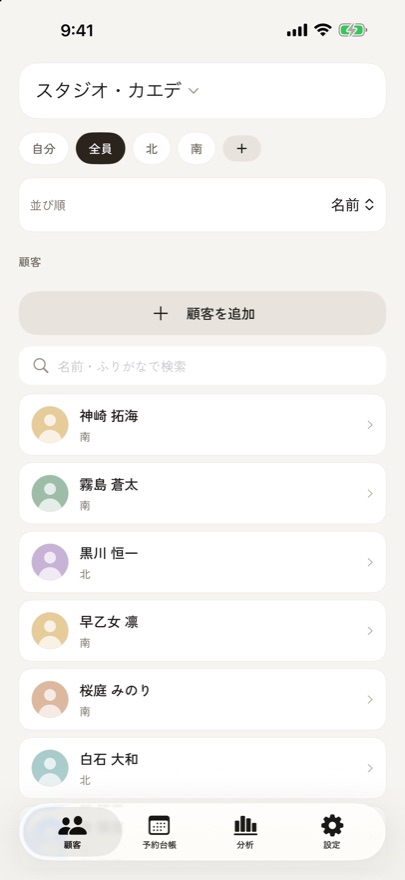 9:41
スタジオ・カエデ
自分 全員 北 南 +
並び順 名前
顧客
+ 顧客を追加
名前・ふりがなで検索
神崎 拓海
南
霧島 蒼太
南
黒川 恒一
北
早乙女 凛
南
桜庭 みのり
南
白石 大和
北
顧客 予約台帳 分析 設定